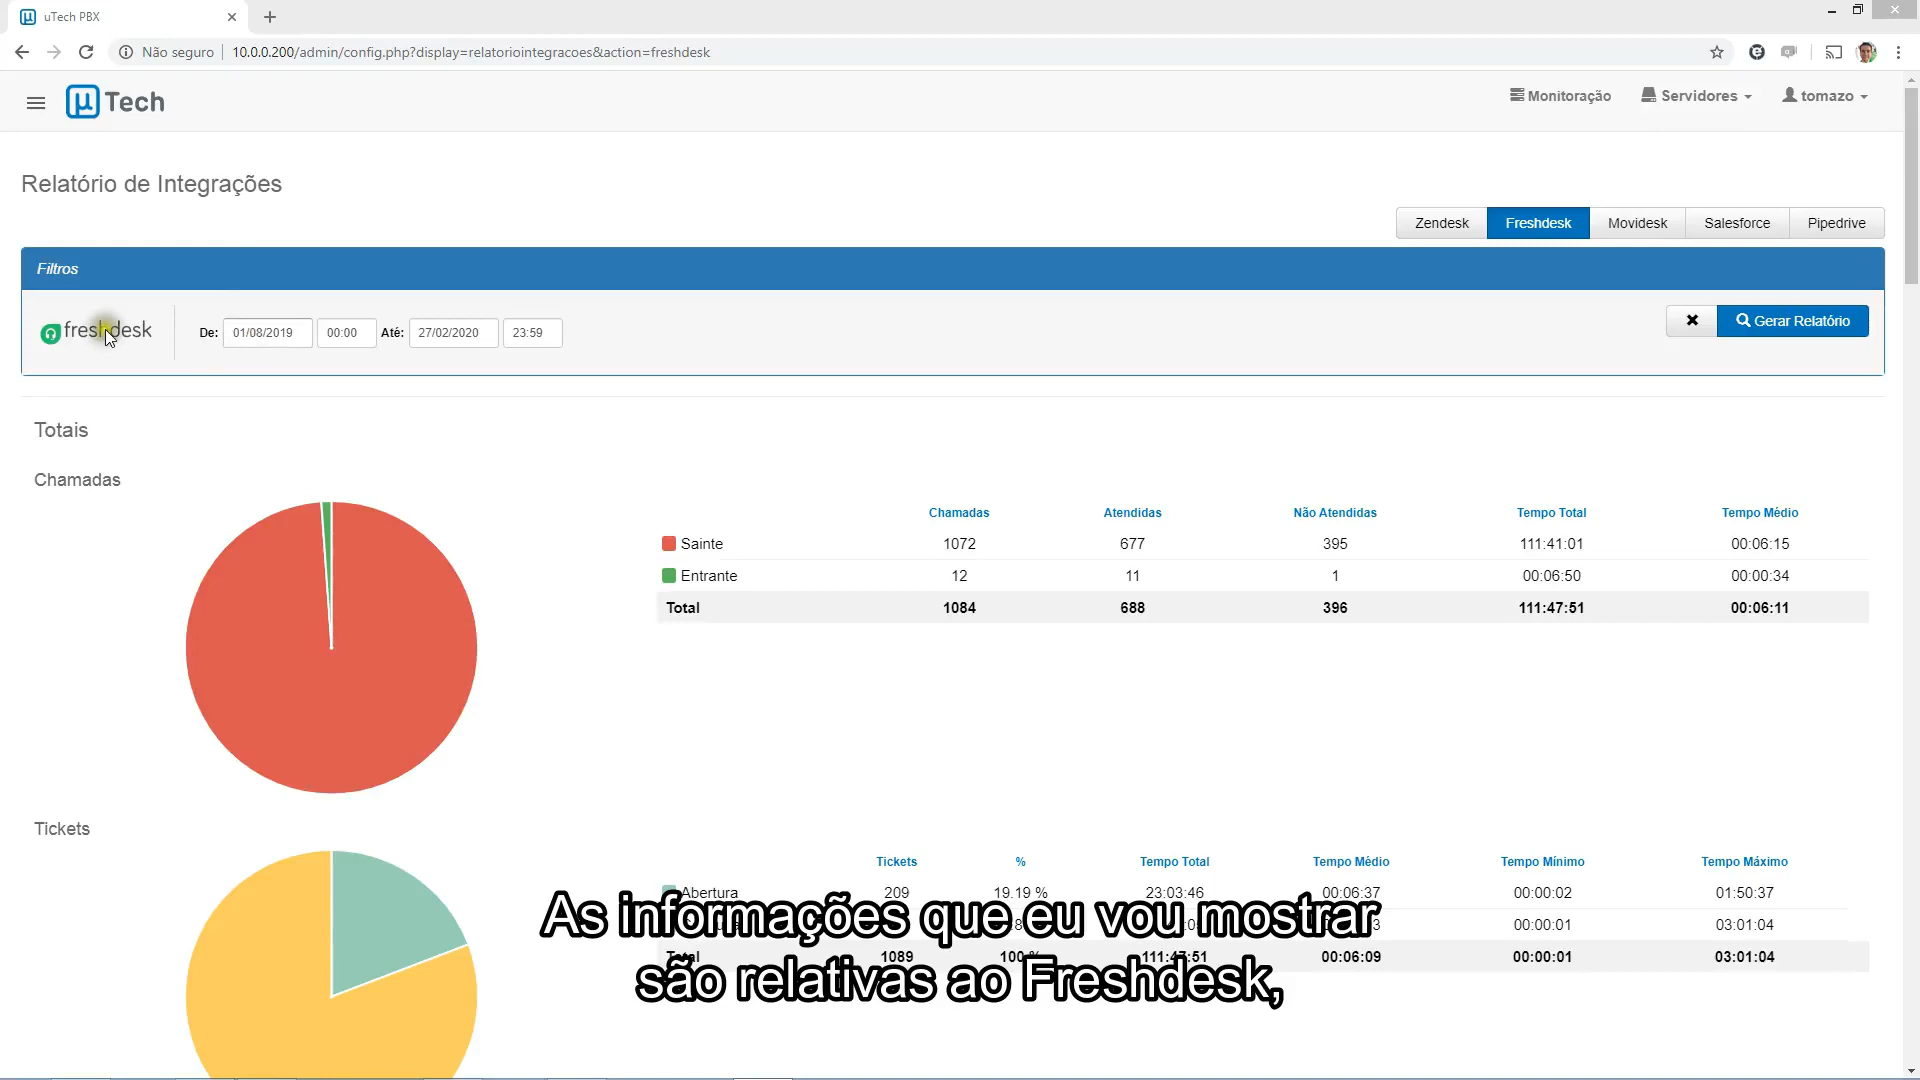 uTech PBX
Não seguro 10.0.0.200/admin/config.php?display=relatoriointegracoes&action=freshdesk
µ Tech
Monitoração Servidores tomazo
Relatório de Integrações
Zendesk Freshdesk Movidesk Salesforce Pipedrive
Filtros
freshdesk De: 01/08/2019 00:00 Até: 27/02/2020 23:59 Gerar Relatório
Totais
Chamadas
Chamadas Atendidas Não Atendidas Tempo Total Tempo Médio
Sainte 1072 677 395 111:41:01 00:06:15
Entrante 12 11 1 00:06:50 00:00:34
Total 1084 688 396 111:47:51 00:06:11
Tickets
Tickets % Tempo Total Tempo Médio Tempo Mínimo Tempo Máximo
Abertura 209 19.19 % 23:03:46 00:06:37 00:00:02 01:50:37
00:00:01 03:01:04
Total 1089 100 % 111:47:51 00:06:09 00:00:01 03:01:04
As informações que eu vou mostrar
são relativas ao Freshdesk,